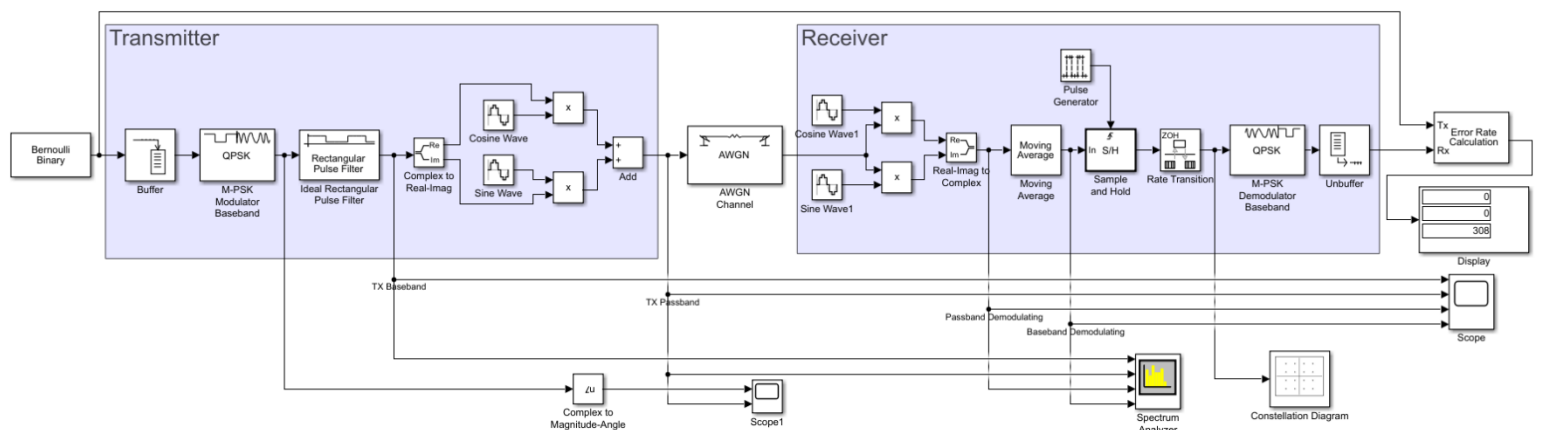 Transmitter
Receiver
Bernoulli
Binary
Buffer
QPSK
M-PSK
Modulator
Baseband
Rectangular
Pulse Filter
Ideal Rectangular
Pulse Filter
Re
Im
Complex to
Real-Imag
Cosine Wave
Sine Wave
x
x
+
+
Add
AWGN
AWGN
Channel
Cosine Wave1
Sine Wave1
x
x
Re
Im
Real-Imag to
Complex
Moving
Average
Moving
Average
Pulse
Generator
In
S/H
Sample
and Hold
ZOH
Rate Transition
QPSK
M-PSK
Demodulator
Baseband
Unbuffer
Tx
Rx
Error Rate
Calculation
0
0
308
Display
TX Baseband
TX Passband
Passband Demodulating
Baseband Demodulating
Scope
∠u
Complex to
Magnitude-Angle
Scope1
Spectrum
Analyzer
Constellation Diagram